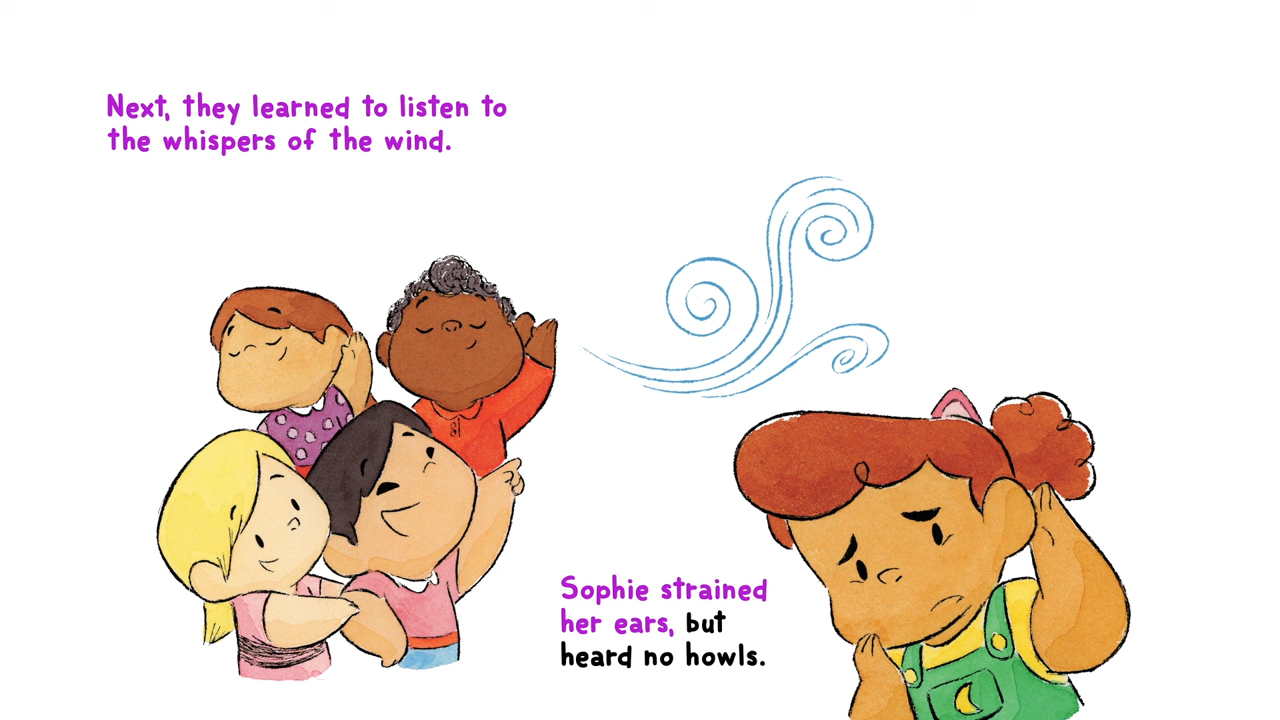 Next, they learned to listen to
the whispers of the wind.
Sophie strained
her ears, but
heard no howls.